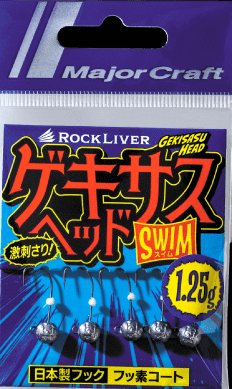 Major Craft
ROCKLIVER
GEKISASU
HEAD
ゲキサス
ヘッド
激刺さり!
SWIM
スイム
1.25g
日本製フック フッ素コート